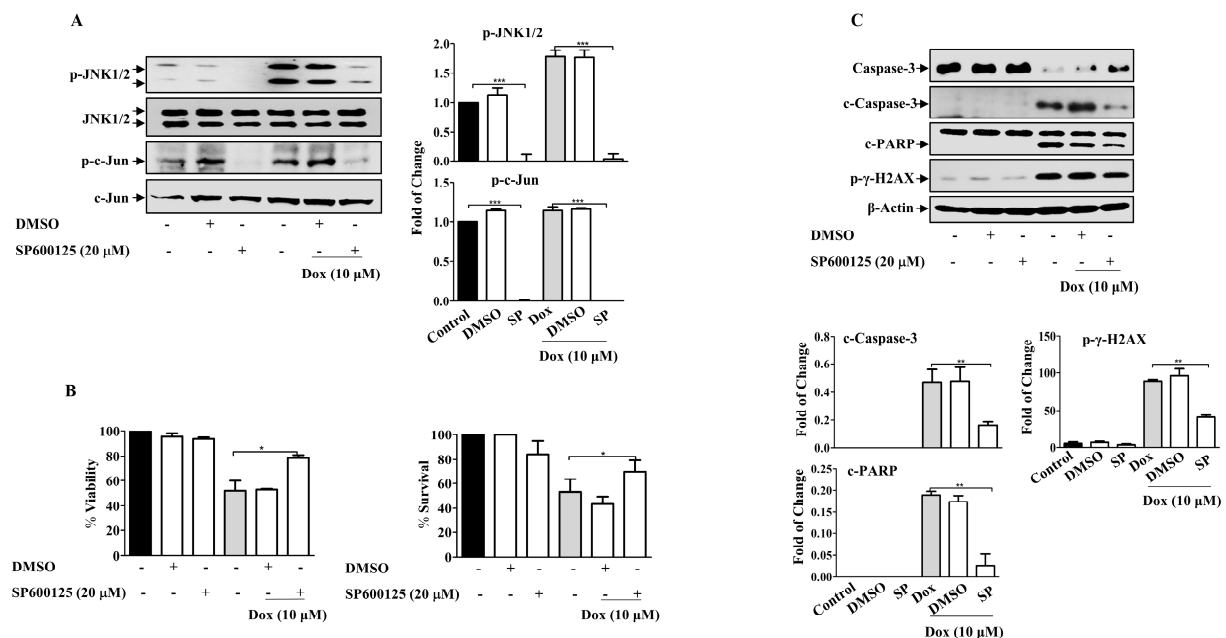 A
p-JNK1/2
JNK1/2
p-c-Jun
c-Jun
DMSO - + - - + -
SP600125 (20 μM) - - + - - +
Dox (10 μM)
p-JNK1/2
2.0
1.5
1.0
0.5
0.0
***
***
p-c-Jun
1.5
1.0
0.5
0.0
***
***
Fold of Change
Control DMSO SP Dox DMSO SP
Dox (10 μM)
B
% Viability
100
80
60
40
20
0
*
DMSO - + - - + -
SP600125 (20 μM) - - + - - +
Dox (10 μM)
% Survival
100
80
60
40
20
0
*
DMSO - + - - + -
SP600125 (20 μM) - - + - - +
Dox (10 μM)
C
Caspase-3
c-Caspase-3
c-PARP
p-γ-H2AX
β-Actin
DMSO - + - - + -
SP600125 (20 μM) - - + - - +
Dox (10 μM)
c-Caspase-3
Fold of Change
0.8
0.6
0.4
0.2
0.0
**
p-γ-H2AX
Fold of Change
150
100
50
0
**
Control DMSO SP Dox DMSO SP
Dox (10 μM)
c-PARP
Fold of Change
0.20
0.15
0.10
0.05
0.00
**
Control DMSO SP Dox DMSO SP
Dox (10 μM)